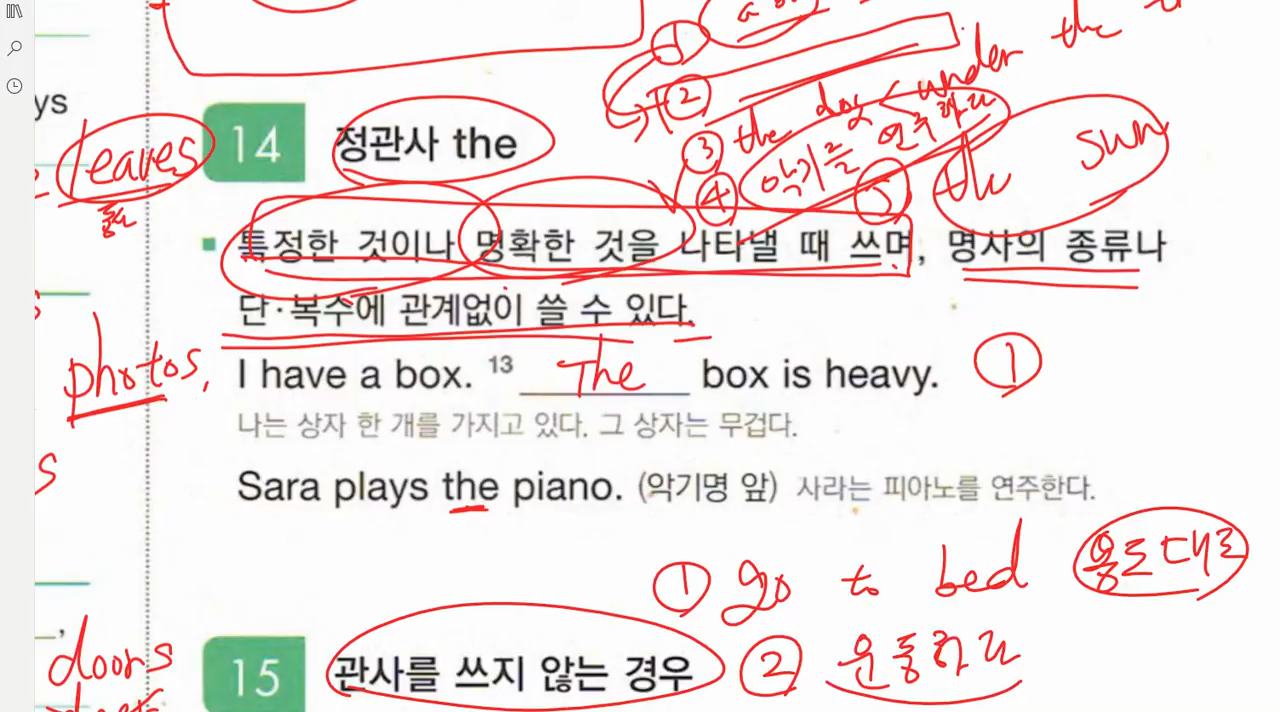 ys
leaves
14 정관사 the
①
②
③ the dog < under the
④ 악기를 연주하다
⑤ the sun
특정한 것이나 명확한 것을 나타낼 때 쓰며, 명사의 종류나
단·복수에 관계없이 쓸 수 있다.
photos,
I have a box. 13 The box is heavy. ①
나는 상자 한 개를 가지고 있다. 그 상자는 무겁다.
s
Sara plays the piano. (악기명 앞) 사라는 피아노를 연주한다.
① go to bed 용도대로
doors
15 관사를 쓰지 않는 경우 ② 운동하다